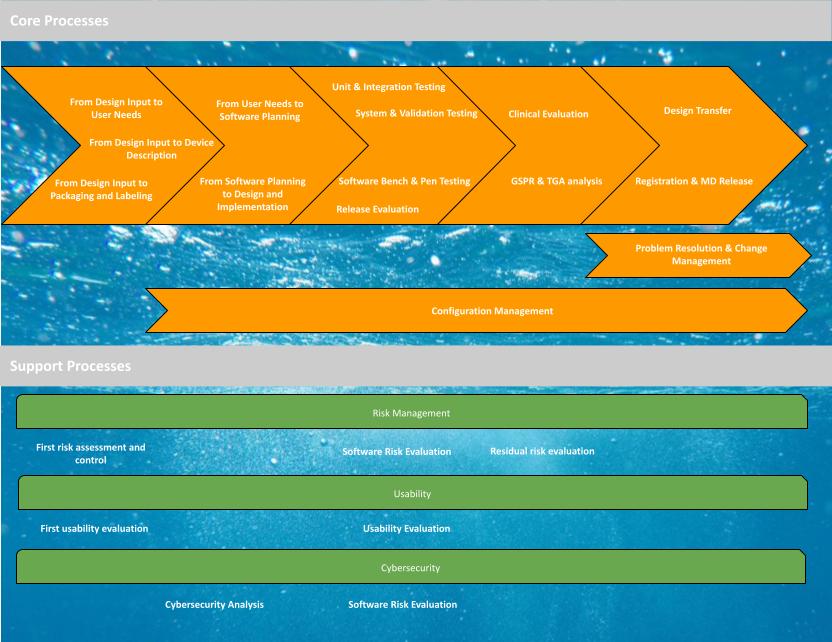 Core Processes
From Design Input to
User Needs
From Design Input to Device
Description
From Design Input to
Packaging and Labeling
From User Needs to
Software Planning
From Software Planning
to Design and
Implementation
Unit & Integration Testing
System & Validation Testing
Software Bench & Pen Testing
Release Evaluation
Clinical Evaluation
GSPR & TGA analysis
Design Transfer
Registration & MD Release
Problem Resolution & Change
Management
Configuration Management
Support Processes
Risk Management
First risk assessment and
control
Software Risk Evaluation
Residual risk evaluation
Usability
First usability evaluation
Usability Evaluation
Cybersecurity
Cybersecurity Analysis
Software Risk Evaluation